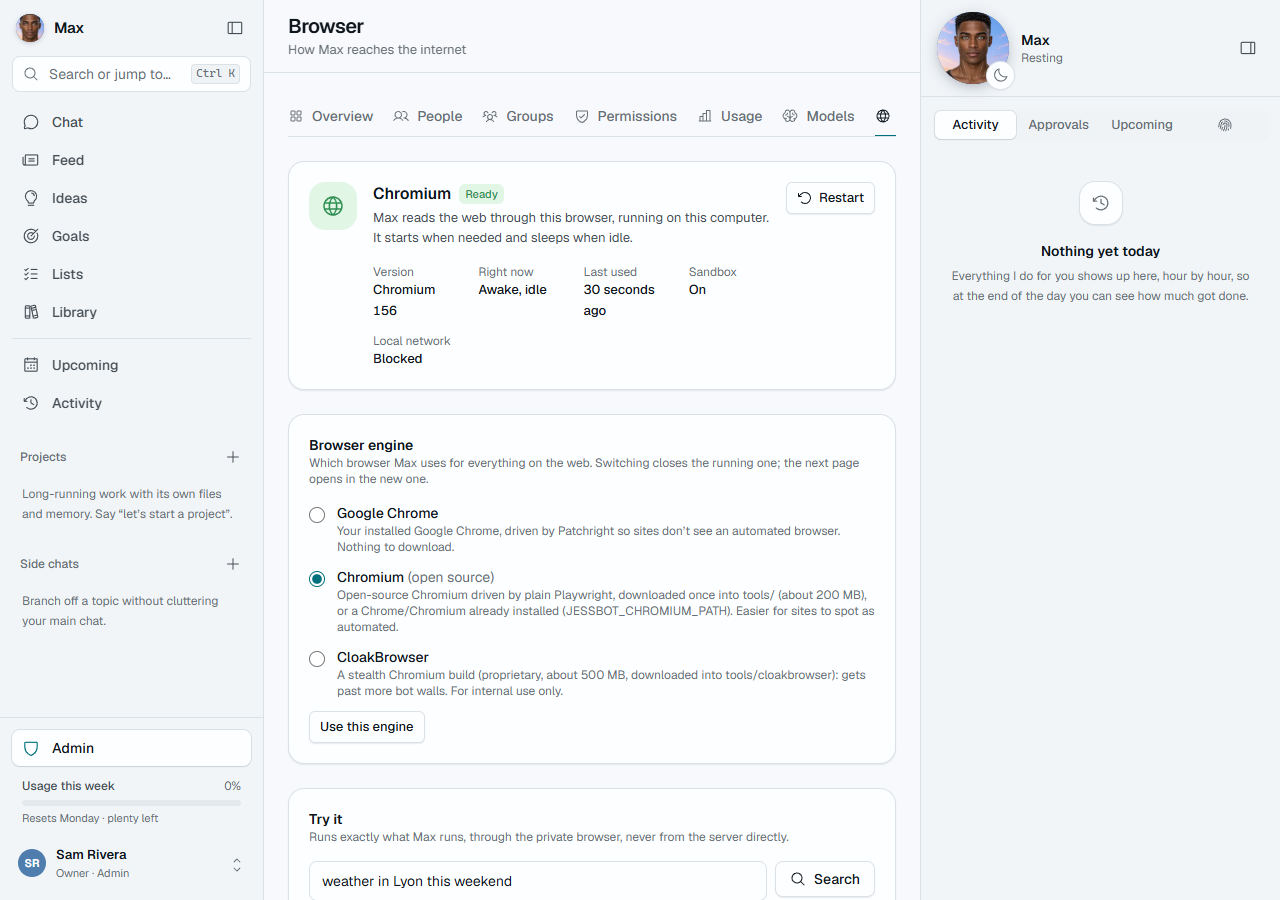 Max
Search or jump to...
Ctrl K
Chat
Feed
Ideas
Goals
Lists
Library
Upcoming
Activity
Projects
Long-running work with its own files
and memory. Say “let’s start a project”.
Side chats
Branch off a topic without cluttering
your main chat.
Admin
Usage this week 0%
Resets Monday · plenty left
SR
Sam Rivera
Owner · Admin
Browser
How Max reaches the internet
Overview People Groups Permissions Usage Models
Chromium Ready
Restart
Max reads the web through this browser, running on this computer.
It starts when needed and sleeps when idle.
Version Right now Last used Sandbox
Chromium Awake, idle 30 seconds On
156 ago
Local network
Blocked
Browser engine
Which browser Max uses for everything on the web. Switching closes the running one; the next page
opens in the new one.
Google Chrome
Your installed Google Chrome, driven by Patchright so sites don’t see an automated browser.
Nothing to download.
Chromium (open source)
Open-source Chromium driven by plain Playwright, downloaded once into tools/ (about 200 MB),
or a Chrome/Chromium already installed (JESSBOT_CHROMIUM_PATH). Easier for sites to spot as
automated.
CloakBrowser
A stealth Chromium build (proprietary, about 500 MB, downloaded into tools/cloakbrowser): gets
past more bot walls. For internal use only.
Use this engine
Try it
Runs exactly what Max runs, through the private browser, never from the server directly.
weather in Lyon this weekend
Search
Max
Resting
Activity Approvals Upcoming
Nothing yet today
Everything I do for you shows up here, hour by hour, so
at the end of the day you can see how much got done.